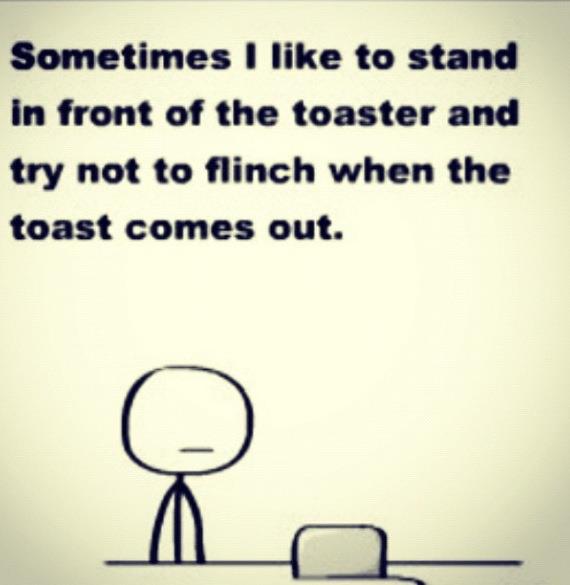 Sometimes I like to stand
in front of the toaster and
try not to flinch when the
toast comes out.